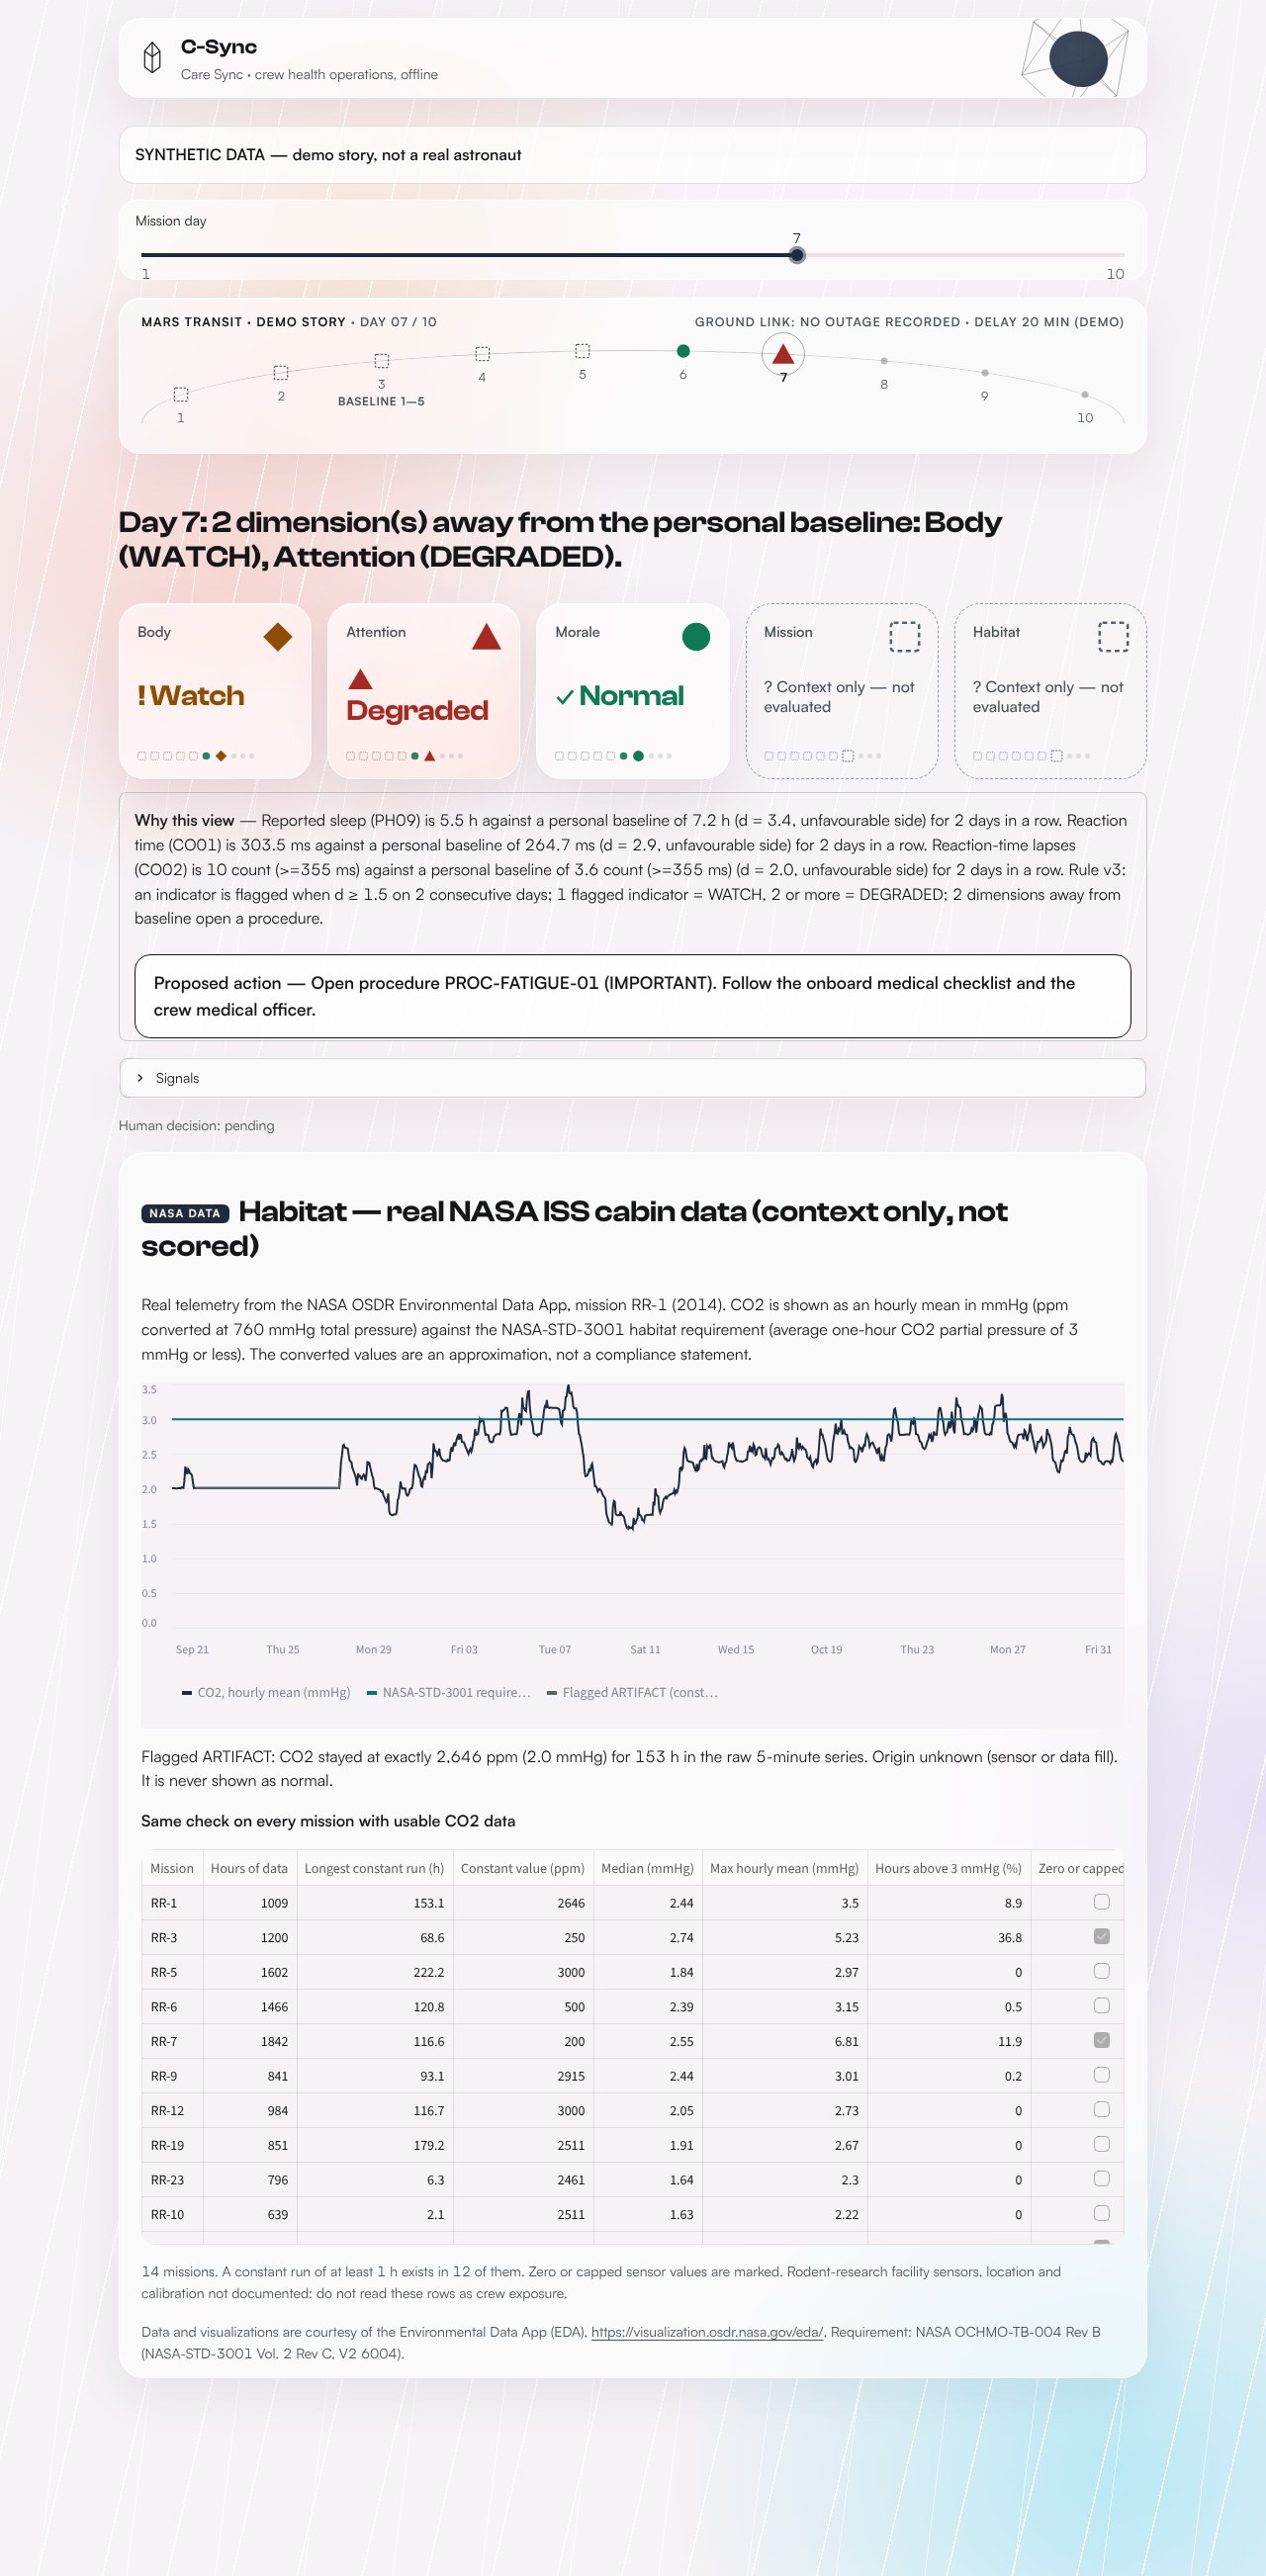 C-Sync
Care Sync · crew health operations, offline
SYNTHETIC DATA — demo story, not a real astronaut
Mission day
7
1
10
MARS TRANSIT · DEMO STORY · DAY 07 / 10
GROUND LINK: NO OUTAGE RECORDED · DELAY 20 MIN (DEMO)
1
2
3
4
5
6
7
8
9
10
BASELINE 1–5
Day 7: 2 dimension(s) away from the personal baseline: Body
(WATCH), Attention (DEGRADED).
Body
! Watch
Attention
Degraded
Morale
✓ Normal
Mission
? Context only — not
evaluated
Habitat
? Context only — not
evaluated
Why this view — Reported sleep (PH09) is 5.5 h against a personal baseline of 7.2 h (d = 3.4, unfavourable side) for 2 days in a row. Reaction
time (CO01) is 303.5 ms against a personal baseline of 264.7 ms (d = 2.9, unfavourable side) for 2 days in a row. Reaction-time lapses
(CO02) is 10 count (>=355 ms) against a personal baseline of 3.6 count (>=355 ms) (d = 2.0, unfavourable side) for 2 days in a row. Rule v3:
an indicator is flagged when d ≥ 1.5 on 2 consecutive days; 1 flagged indicator = WATCH, 2 or more = DEGRADED; 2 dimensions away from
baseline open a procedure.
Proposed action — Open procedure PROC-FATIGUE-01 (IMPORTANT). Follow the onboard medical checklist and the
crew medical officer.
Signals
Human decision: pending
NASA DATA Habitat — real NASA ISS cabin data (context only, not
scored)
Real telemetry from the NASA OSDR Environmental Data App, mission RR-1 (2014). CO2 is shown as an hourly mean in mmHg (ppm
converted at 760 mmHg total pressure) against the NASA-STD-3001 habitat requirement (average one-hour CO2 partial pressure of 3
mmHg or less). The converted values are an approximation, not a compliance statement.
3.5
3.0
2.5
2.0
1.5
1.0
0.5
0.0
Sep 21 Thu 25 Mon 29 Fri 03 Tue 07 Sat 11 Wed 15 Oct 19 Thu 23 Mon 27 Fri 31
CO2, hourly mean (mmHg) NASA-STD-3001 require… Flagged ARTIFACT (const…
Flagged ARTIFACT: CO2 stayed at exactly 2,646 ppm (2.0 mmHg) for 153 h in the raw 5-minute series. Origin unknown (sensor or data fill).
It is never shown as normal.
Same check on every mission with usable CO2 data
Mission Hours of data Longest constant run (h) Constant value (ppm) Median (mmHg) Max hourly mean (mmHg) Hours above 3 mmHg (%) Zero or capped
RR-1 1009 153.1 2646 2.44 3.5 8.9
RR-3 1200 68.6 250 2.74 5.23 36.8
RR-5 1602 222.2 3000 1.84 2.97 0
RR-6 1466 120.8 500 2.39 3.15 0.5
RR-7 1842 116.6 200 2.55 6.81 11.9
RR-9 841 93.1 2915 2.44 3.01 0.2
RR-12 984 116.7 3000 2.05 2.73 0
RR-19 851 179.2 2511 1.91 2.67 0
RR-23 796 6.3 2461 1.64 2.3 0
RR-10 639 2.1 2511 1.63 2.22 0
14 missions. A constant run of at least 1 h exists in 12 of them. Zero or capped sensor values are marked. Rodent-research facility sensors, location and
calibration not documented: do not read these rows as crew exposure.
Data and visualizations are courtesy of the Environmental Data App (EDA), https://visualization.osdr.nasa.gov/eda/. Requirement: NASA OCHMO-TB-004 Rev B
(NASA-STD-3001 Vol. 2 Rev C, V2 6004).